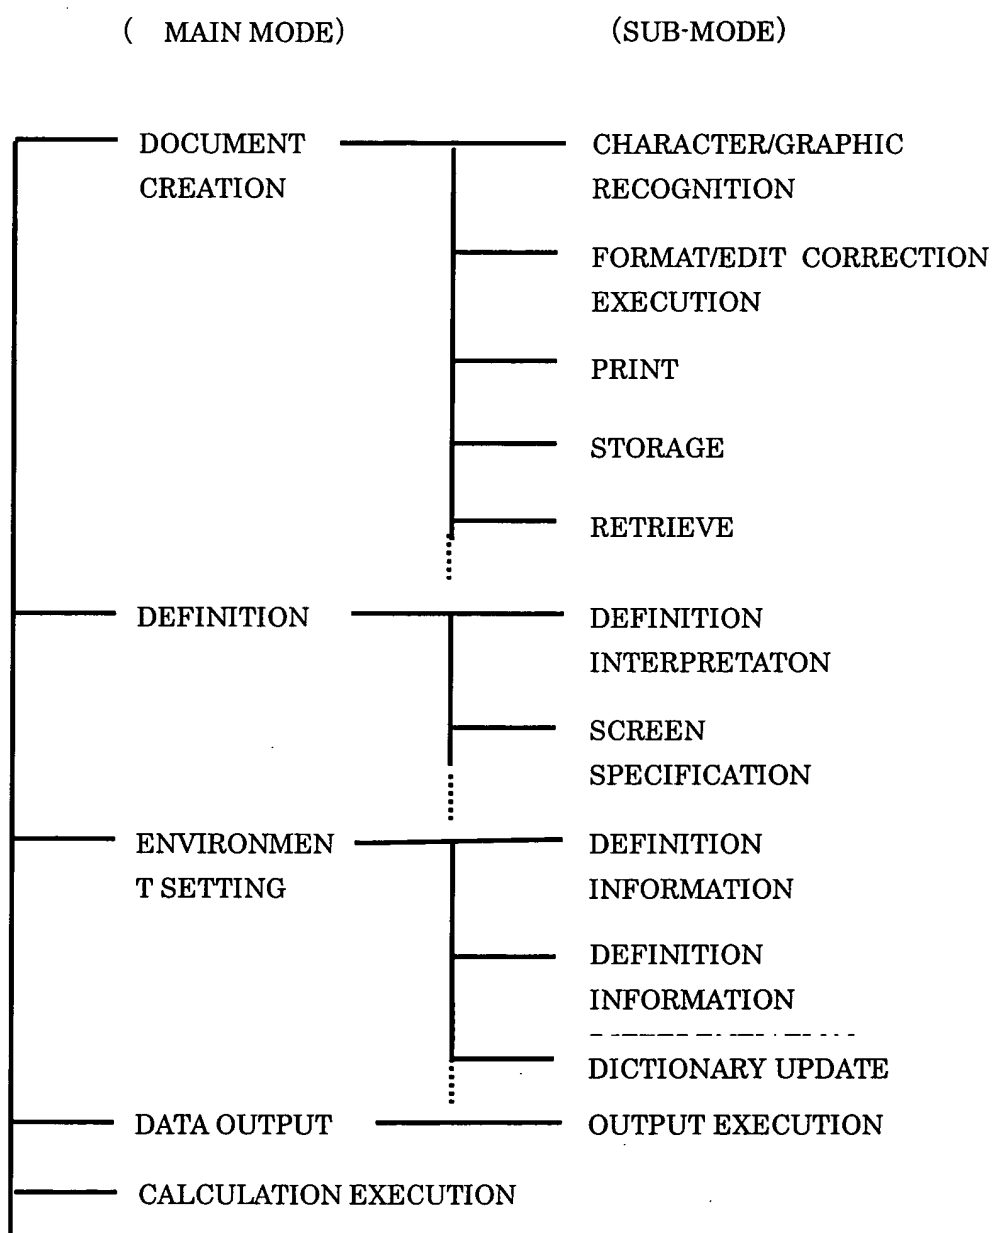 ( MAIN MODE) (SUB-MODE)
DOCUMENT CREATION
CHARACTER/GRAPHIC
RECOGNITION
FORMAT/EDIT CORRECTION
EXECUTION
PRINT
STORAGE
RETRIEVE
DEFINITION
DEFINITION
INTERPRETATON
SCREEN
SPECIFICATION
ENVIRONMEN
T SETTING
DEFINITION
INFORMATION
DEFINITION
INFORMATION
DICTIONARY UPDATE
DATA OUTPUT
OUTPUT EXECUTION
CALCULATION EXECUTION